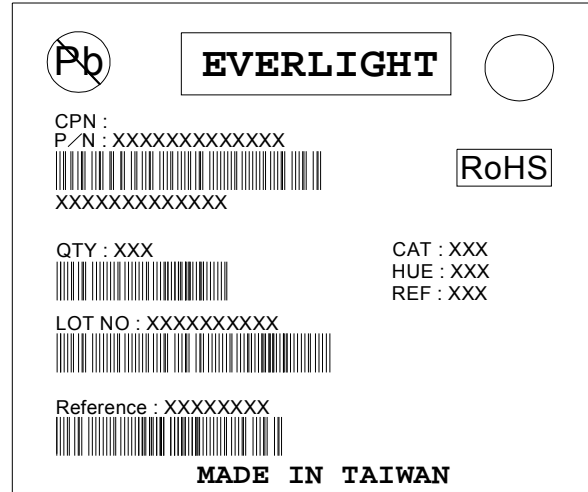 Pb EVERLIGHT
CPN :
P/N : XXXXXXXXXXXXX
RoHS
XXXXXXXXXXXXX
QTY : XXX
CAT : XXX
HUE : XXX
REF : XXX
LOT NO : XXXXXXXXXX
Reference : XXXXXXXX
MADE IN TAIWAN